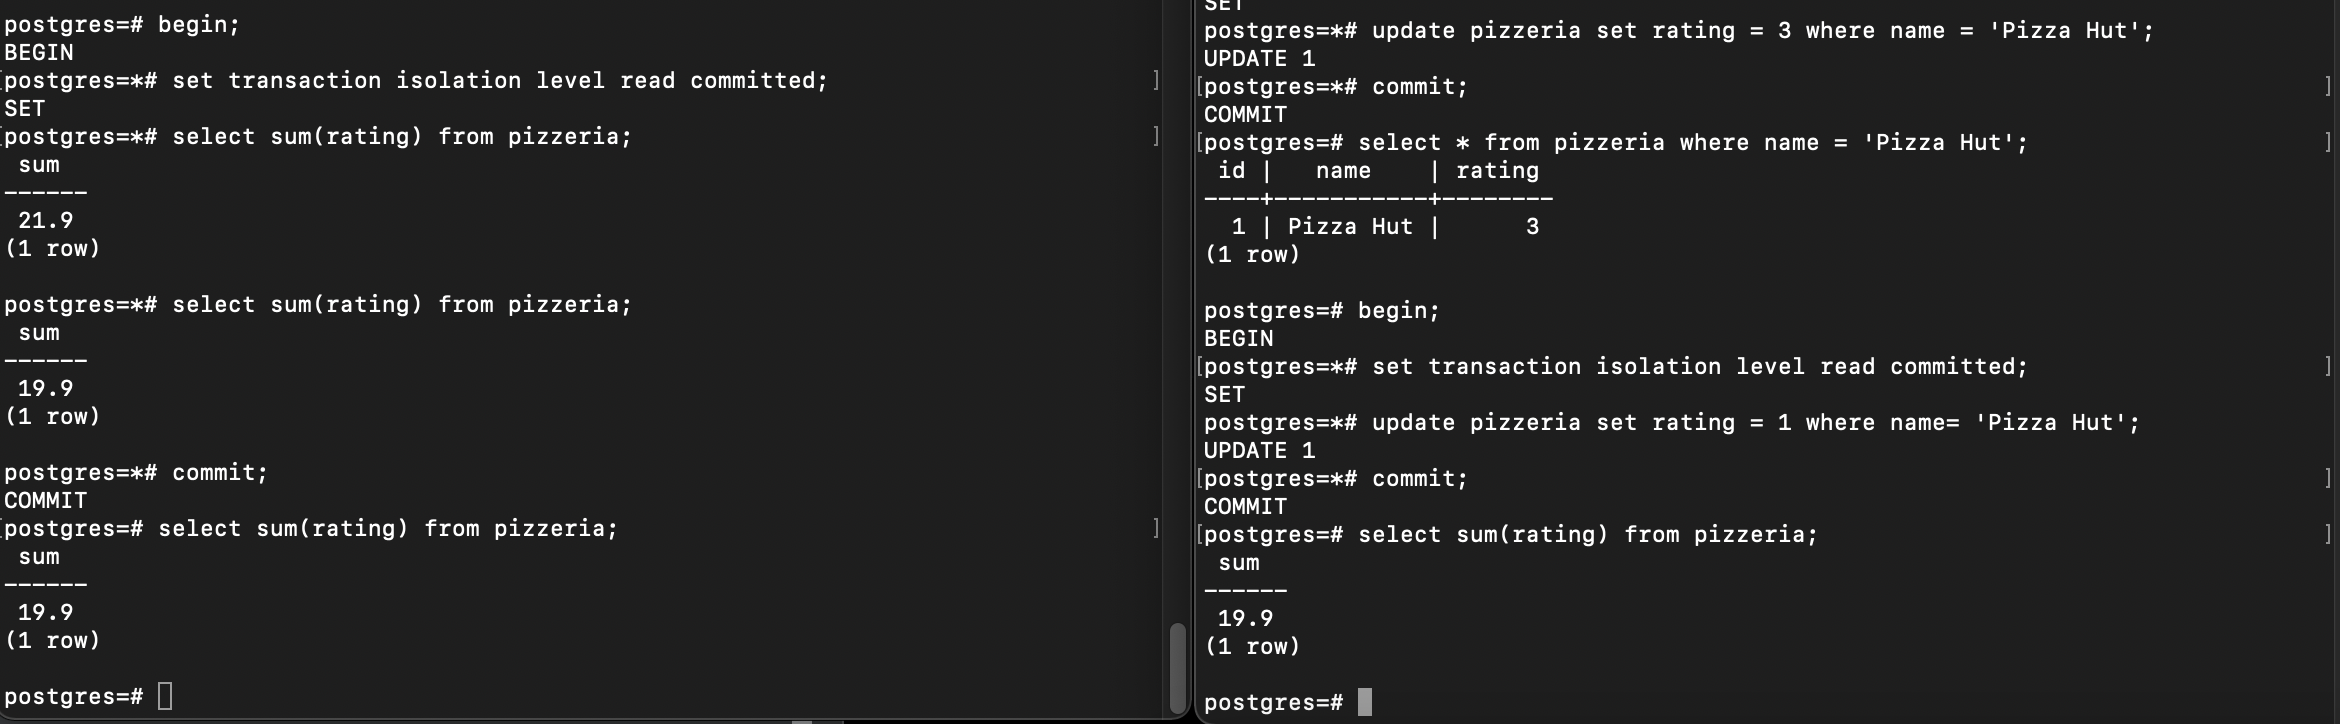 postgres=# begin;
BEGIN
[postgres=*# set transaction isolation level read committed; ]
SET
[postgres=*# select sum(rating) from pizzeria; ]
 sum
------
 21.9
(1 row)

postgres=*# select sum(rating) from pizzeria;
 sum
------
 19.9
(1 row)

postgres=*# commit;
COMMIT
[postgres=# select sum(rating) from pizzeria; ]
 sum
------
 19.9
(1 row)

postgres=#
SET
postgres=*# update pizzeria set rating = 3 where name = 'Pizza Hut';
UPDATE 1
[postgres=*# commit; ]
COMMIT
[postgres=# select * from pizzeria where name = 'Pizza Hut'; ]
 id |   name    | rating
----+-----------+--------
  1 | Pizza Hut |      3
(1 row)

postgres=# begin;
BEGIN
[postgres=*# set transaction isolation level read committed; ]
SET
postgres=*# update pizzeria set rating = 1 where name= 'Pizza Hut';
UPDATE 1
[postgres=*# commit; ]
COMMIT
[postgres=# select sum(rating) from pizzeria; ]
 sum
------
 19.9
(1 row)

postgres=#